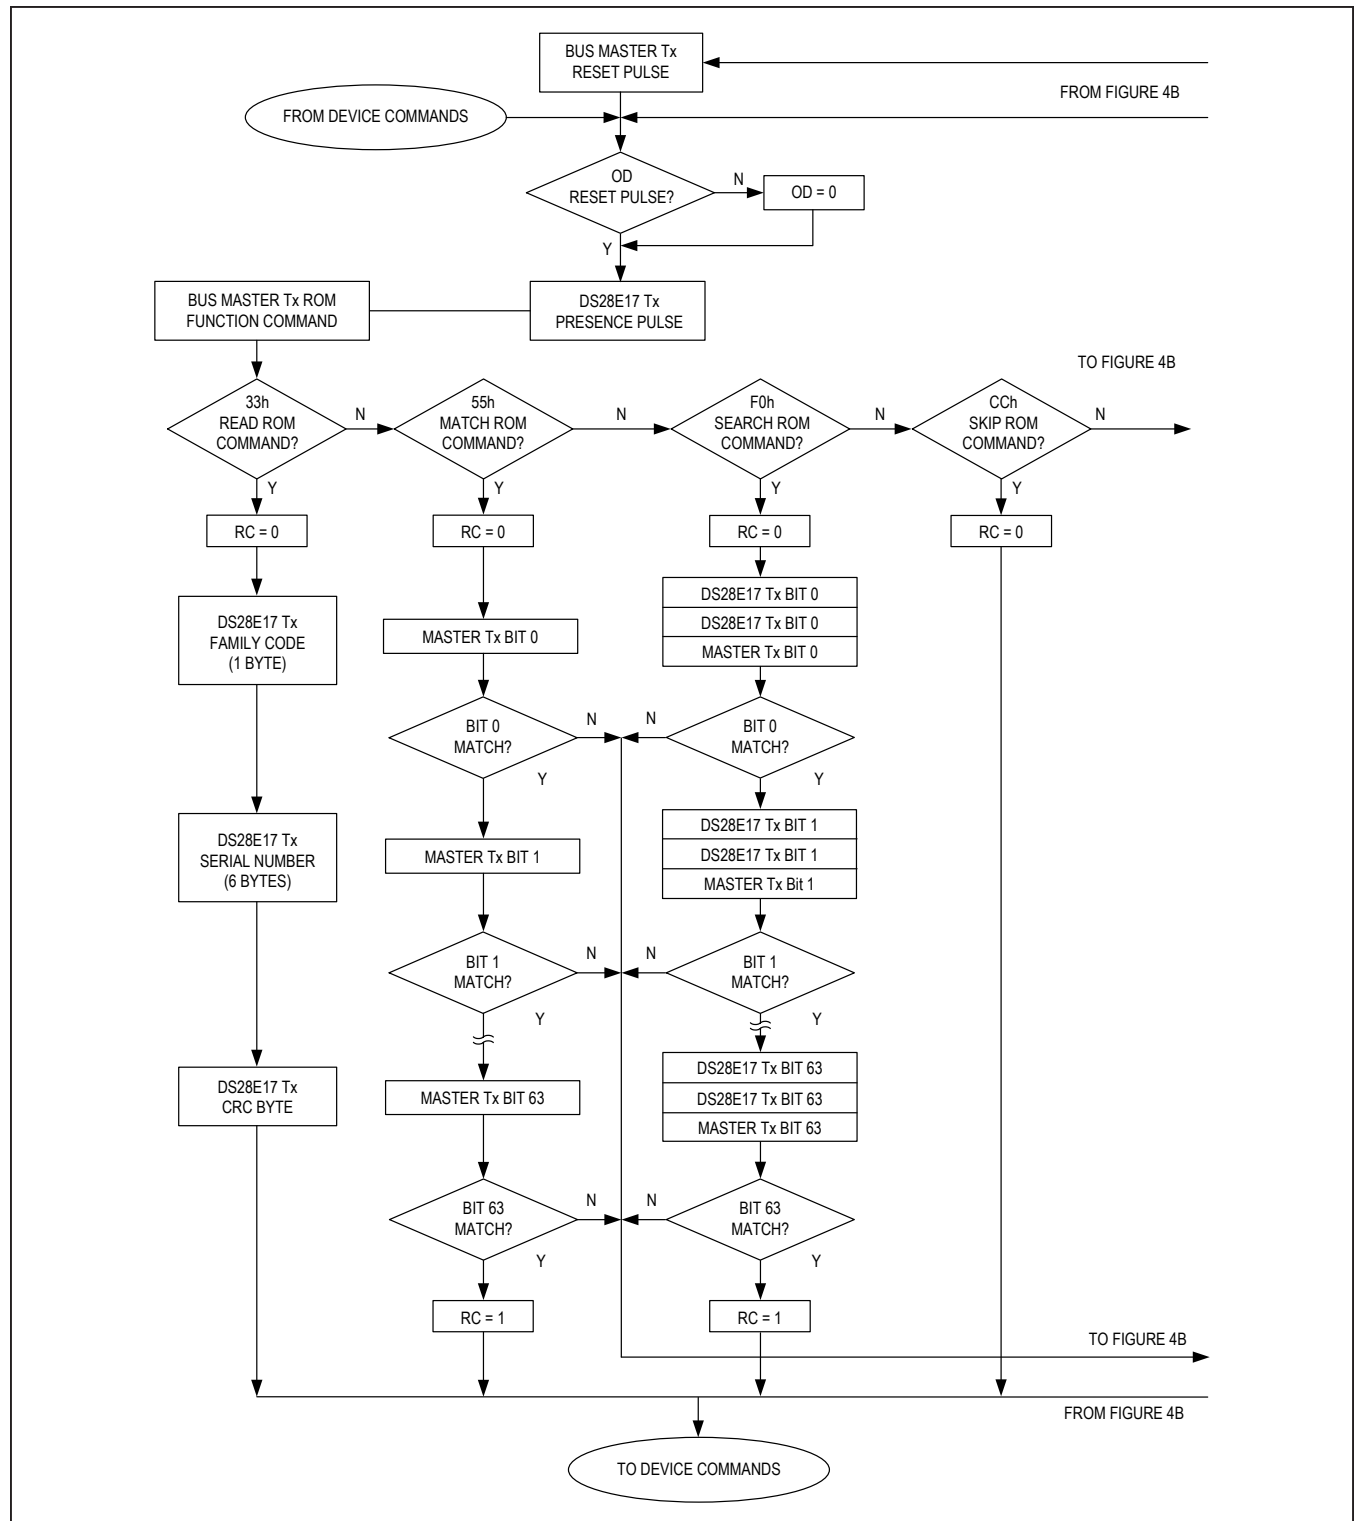 BUS MASTER Tx
RESET PULSE
FROM FIGURE 4B
FROM DEVICE COMMANDS
OD
RESET PULSE?
N
OD = 0
Y
BUS MASTER Tx ROM
FUNCTION COMMAND
DS28E17 Tx
PRESENCE PULSE
TO FIGURE 4B
33h
READ ROM
COMMAND?
N
55h
MATCH ROM
COMMAND?
N
F0h
SEARCH ROM
COMMAND?
N
CCh
SKIP ROM
COMMAND?
N
Y
Y
Y
Y
RC = 0
RC = 0
RC = 0
RC = 0
DS28E17 Tx
FAMILY CODE
(1 BYTE)
MASTER Tx BIT 0
DS28E17 Tx BIT 0
DS28E17 Tx BIT 0
MASTER Tx BIT 0
BIT 0
MATCH?
N
N
BIT 0
MATCH?
Y
Y
DS28E17 Tx
SERIAL NUMBER
(6 BYTES)
MASTER Tx BIT 1
DS28E17 Tx BIT 1
DS28E17 Tx BIT 1
MASTER Tx Bit 1
BIT 1
MATCH?
N
N
BIT 1
MATCH?
Y
Y
DS28E17 Tx
CRC BYTE
MASTER Tx BIT 63
DS28E17 Tx BIT 63
DS28E17 Tx BIT 63
MASTER Tx BIT 63
BIT 63
MATCH?
N
N
BIT 63
MATCH?
Y
Y
RC = 1
RC = 1
TO FIGURE 4B
FROM FIGURE 4B
TO DEVICE COMMANDS